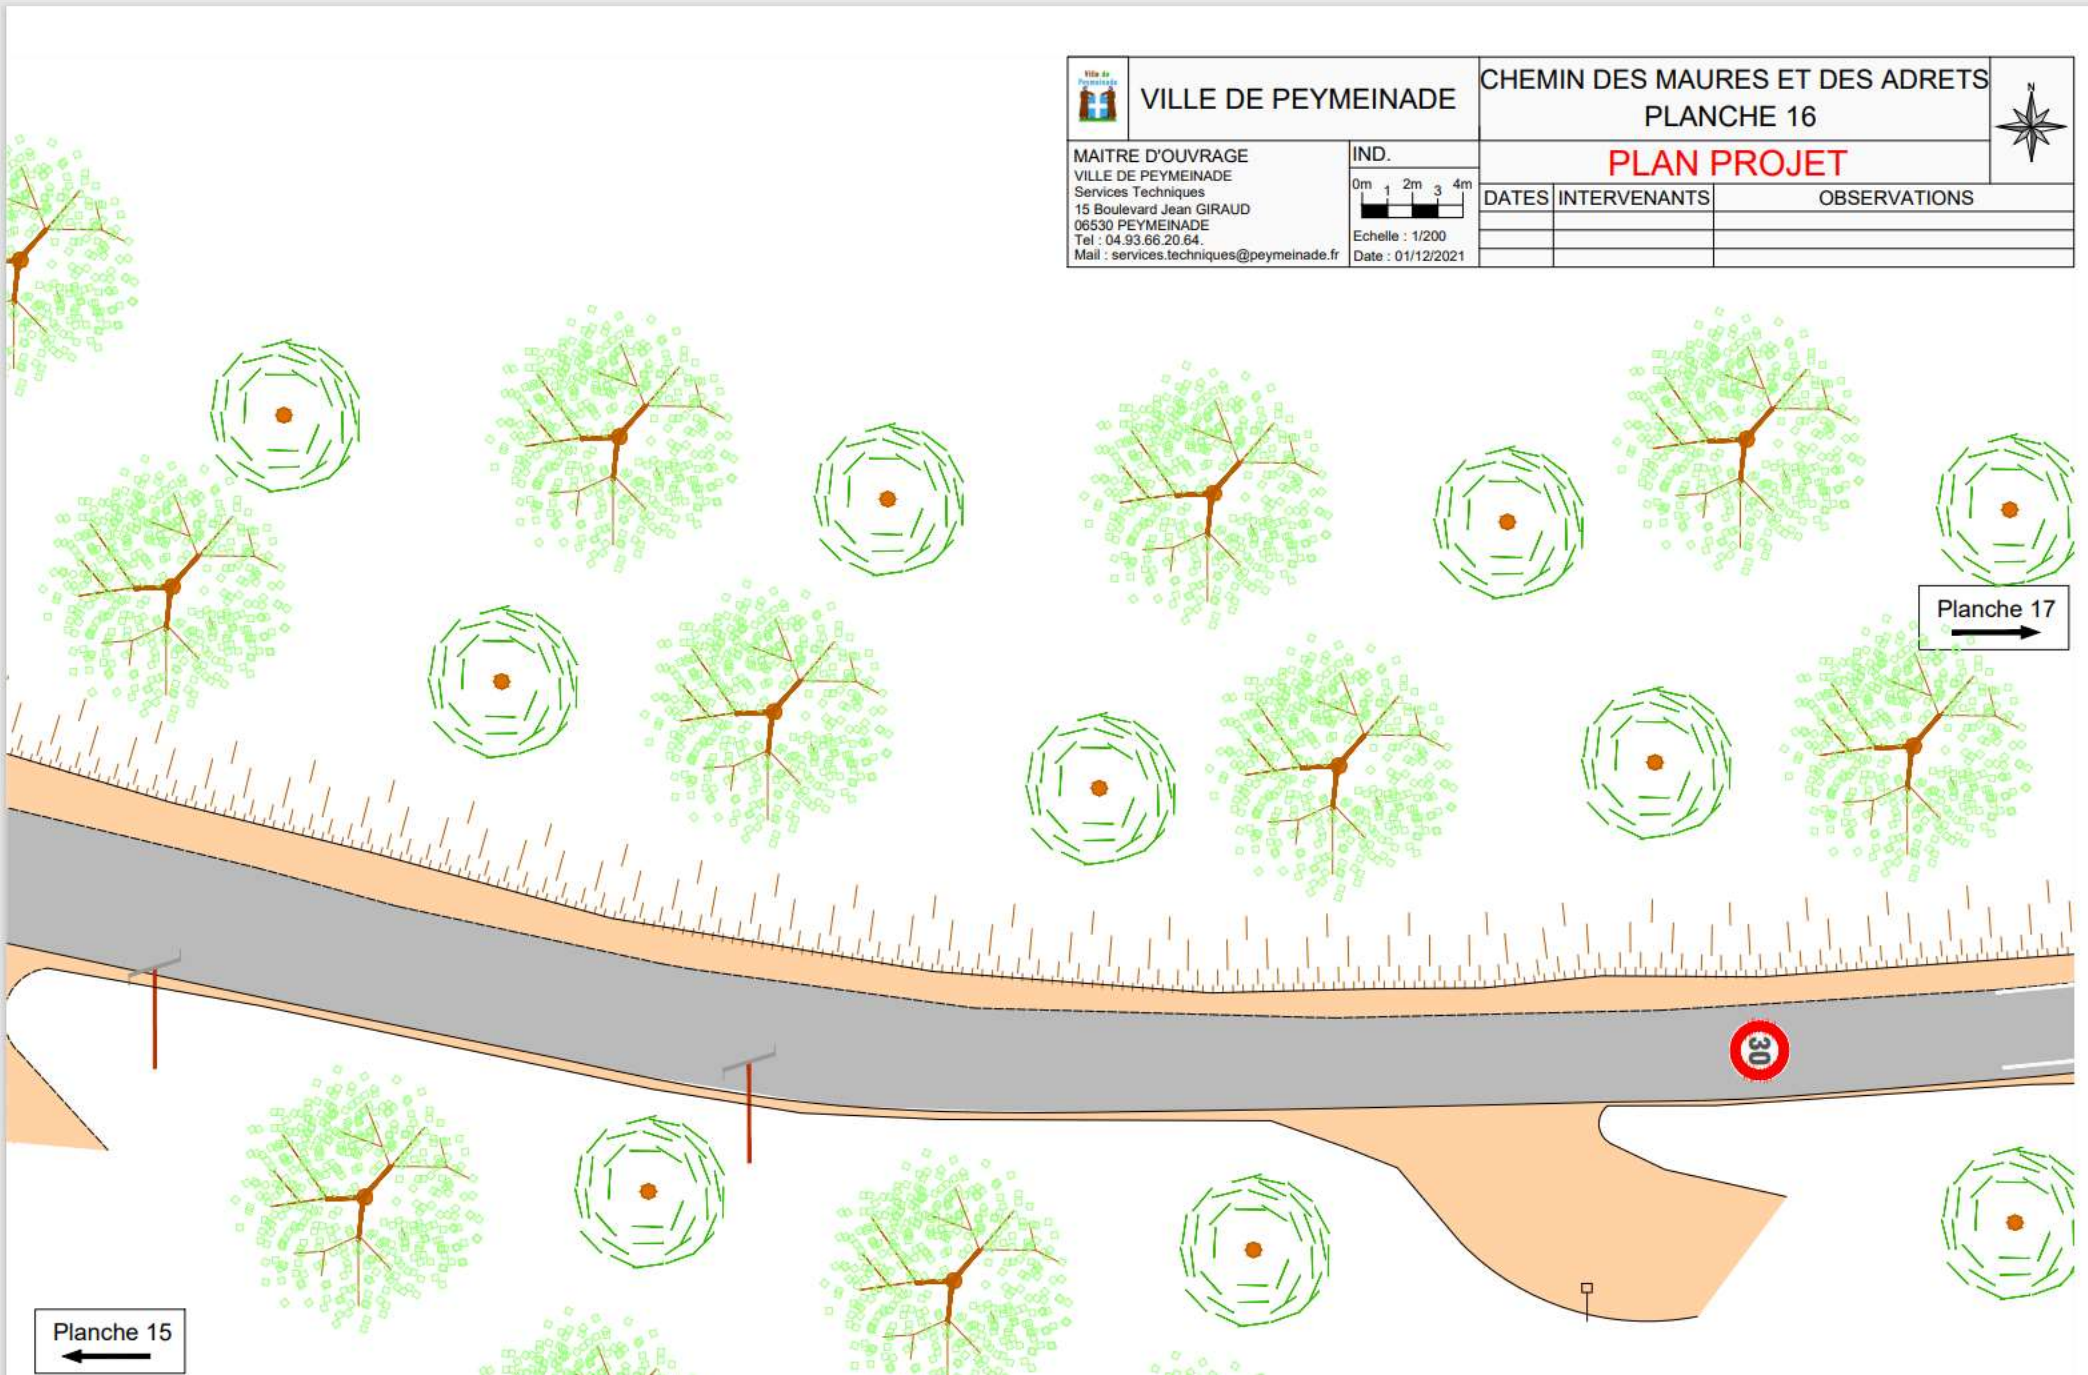 Ville de
Peymeinade
VILLE DE PEYMEINADE
CHEMIN DES MAURES ET DES ADRETS
PLANCHE 16
N
MAITRE D'OUVRAGE
VILLE DE PEYMEINADE
Services Techniques
15 Boulevard Jean GIRAUD
06530 PEYMEINADE
Tel : 04.93.66.20.64.
Mail : services.techniques@peymeinade.fr
IND.
0m 1 2m 3 4m
Echelle : 1/200
Date : 01/12/2021
PLAN PROJET
DATES INTERVENANTS OBSERVATIONS
Planche 17
30
Planche 15